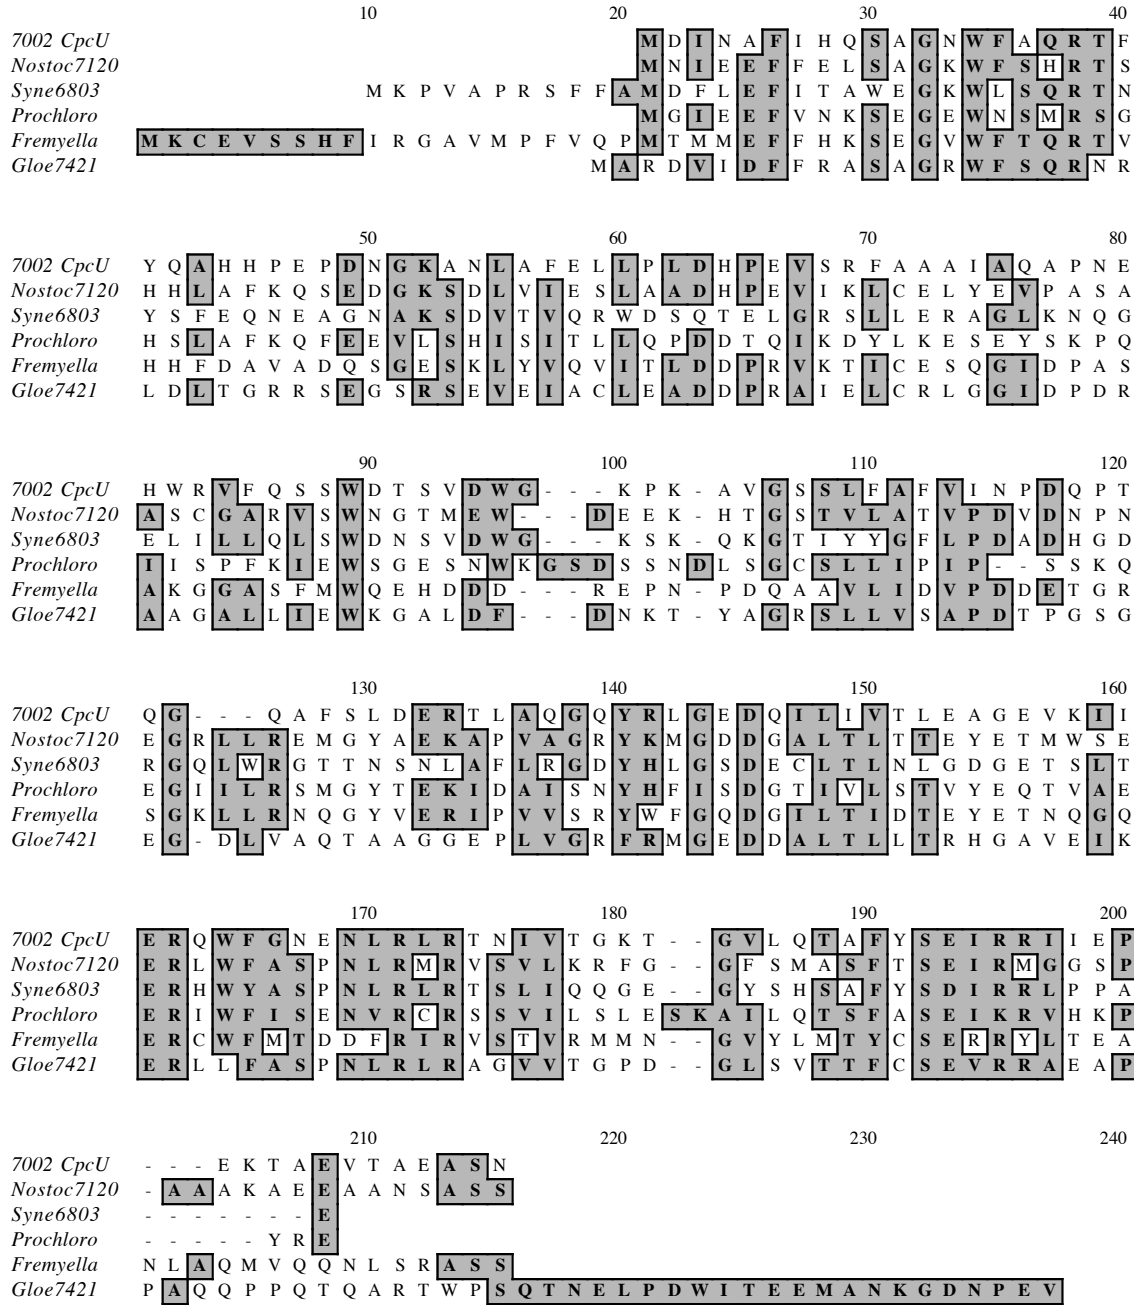 10 20 30 40
7002 CpcU M D I N A F I H Q S A G N W F A Q R T F
Nostoc7120 M N I E E F F E L S A G K W F S H R T S
Syne6803 M K P V A P R S F F A M D F L E F I T A W E G K W L S Q R T N
Prochloro M G I E E F V N K S E G E W N S M R S G
Fremyella M K C E V S S H F I R G A V M P F V Q P M T M M E F F H K S E G V W F T Q R T V
Gloe7421 M A R D V I D F F R A S A G R W F S Q R N R
50 60 70 80
7002 CpcU Y Q A H H P E P D N G K A N L A F E L L P L D H P E V S R F A A A I A Q A P N E
Nostoc7120 H H L A F K Q S E D G K S D L V I E S L A A D H P E V I K L C E L Y E V P A S A
Syne6803 Y S F E Q N E A G N A K S D V T V Q R W D S Q T E L G R S L L E R A G L K N Q G
Prochloro H S L A F K Q F E E V L S H I S I T L L Q P D D T Q I K D Y L K E S E Y S K P Q
Fremyella H H F D A V A D Q S G E S K L Y V Q V I T L D D P R V K T I C E S Q G I D P A S
Gloe7421 L D L T G R R S E G S R S E V E I A C L E A D D P R A I E L C R L G G I D P D R
90 100 110 120
7002 CpcU H W R V F Q S S W D T S V D W G - - - K P K - A V G S S L F A F V I N P D Q P T
Nostoc7120 A S C G A R V S W N G T M E W - - - D E E K - H T G S T V L A T V P D V D N P N
Syne6803 E L I L L Q L S W D N S V D W G - - - K S K - Q K G T I Y Y G F L P D A D H G D
Prochloro I I S P F K I E W S G E S N W K G S D S S N D L S G C S L L I P I P - - S S K Q
Fremyella A K G G A S F M W Q E H D D D - - - R E P N - P D Q A A V L I D V P D D E T G R
Gloe7421 A A G A L L I E W K G A L D F - - - D N K T - Y A G R S L L V S A P D T P G S G
130 140 150 160
7002 CpcU Q G - - - Q A F S L D E R T L A Q G Q Y R L G E D Q I L I V T L E A G E V K I I
Nostoc7120 E G R L L R E M G Y A E K A P V A G R Y K M G D D G A L T L T T E Y E T M W S E
Syne6803 R G Q L W R G T T N S N L A F L R G D Y H L G S D E C L T L N L G D G E T S L T
Prochloro E G I I L R S M G Y T E K I D A I S N Y H F I S D G T I V L S T V Y E Q T V A E
Fremyella S G K L L R N Q G Y V E R I P V V S R Y W F G Q D G I L T I D T E Y E T N Q G Q
Gloe7421 E G - D L V A Q T A A G G E P L V G R F R M G E D D A L T L L T R H G A V E I K
170 180 190 200
7002 CpcU E R Q W F G N E N L R L R T N I V T G K T - - G V L Q T A F Y S E I R R I I E P
Nostoc7120 E R L W F A S P N L R M R V S V L K R F G - - G F S M A S F T S E I R M G G S P
Syne6803 E R H W Y A S P N L R L R T S L I Q Q G E - - G Y S H S A F Y S D I R R L P P A
Prochloro E R I W F I S E N V R C R S S V I L S L E S K A I L Q T S F A S E I K R V H K P
Fremyella E R C W F M T D D F R I R V S T V R M M N - - G V Y L M T Y C S E R R Y L T E A
Gloe7421 E R L L F A S P N L R L R A G V V T G P D - - G L S V T T F C S E V R R A E A P
210 220 230 240
7002 CpcU - - - E K T A E V T A E A S N
Nostoc7120 - A A A K A E E A A N S A S S
Syne6803 - - - - - - - E
Prochloro - - - - - Y R E
Fremyella N L A Q M V Q Q N L S R A S S
Gloe7421 P A Q Q P P Q T Q A R T W P S Q T N E L P D W I T E E M A N K G D N P E V